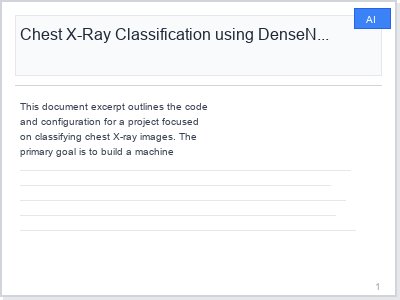 AI
Chest X-Ray Classification using DenseN...
This document excerpt outlines the code
and configuration for a project focused
on classifying chest X-ray images. The
primary goal is to build a machine
1